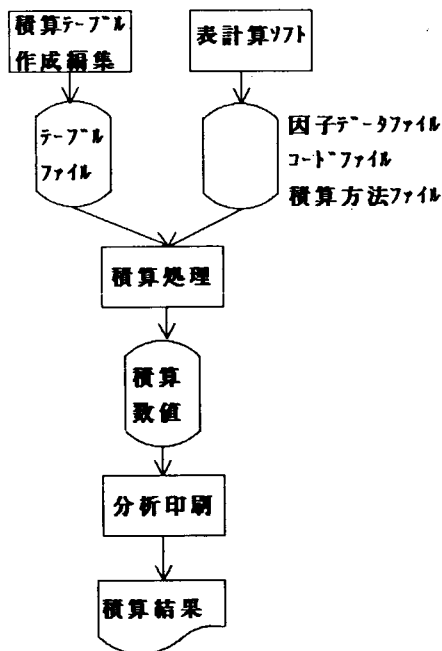 積算ﾃｰﾌﾞﾙ
作成編集
表計算ｿﾌﾄ
ﾃｰﾌﾞﾙ
ﾌｧｲﾙ
因子ﾃﾞｰﾀﾌｧｲﾙ
ｺｰﾄﾞﾌｧｲﾙ
積算方法ﾌｧｲﾙ
積算処理
積算
数値
分析印刷
積算結果